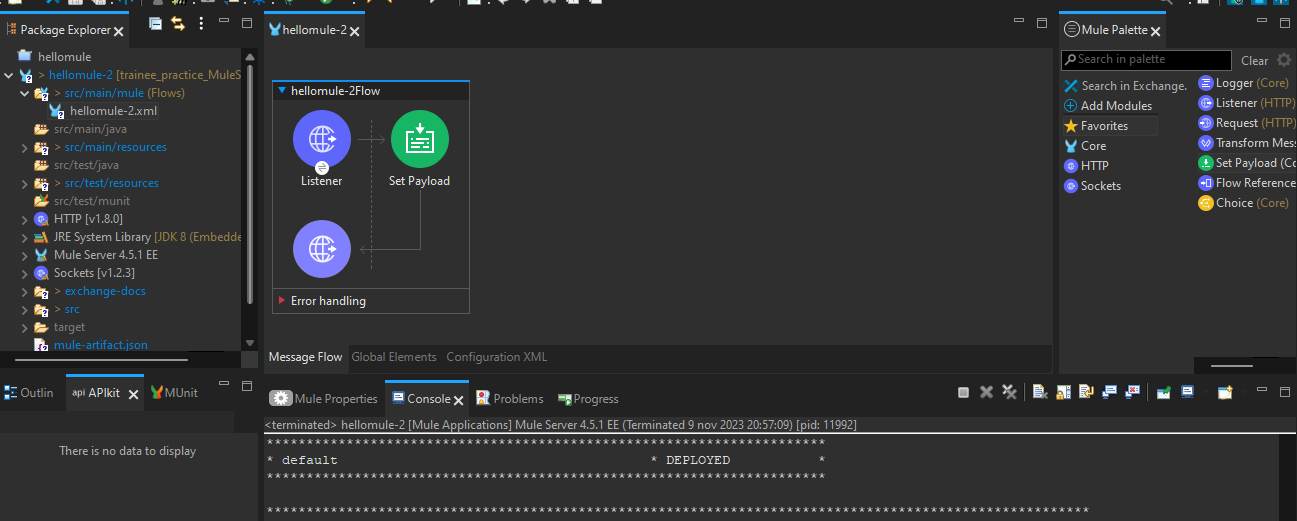 Package Explorer
hellomule
> hellomule-2 [trainee_practice_MuleS
> src/main/mule (Flows)
hellomule-2.xml
src/main/java
> src/main/resources
src/test/java
> src/test/resources
src/test/munit
HTTP [v1.8.0]
JRE System Library [JDK 8 (Embedde
Mule Server 4.5.1 EE
Sockets [v1.2.3]
> exchange-docs
> src
target
mule-artifact.json
Outlin
api APIkit
MUnit
There is no data to display
hellomule-2
hellomule-2Flow
Listener
Set Payload
Error handling
Message Flow Global Elements Configuration XML
Mule Palette
Search in palette
Clear
Search in Exchange.
Add Modules
Favorites
Core
HTTP
Sockets
Logger (Core)
Listener (HTTP)
Request (HTTP)
Transform Mess
Set Payload (Co
Flow Reference
Choice (Core)
Mule Properties
Console
Problems
Progress
<terminated> hellomule-2 [Mule Applications] Mule Server 4.5.1 EE (Terminated 9 nov 2023 20:57:09) [pid: 11992]
* default * DEPLOYED *